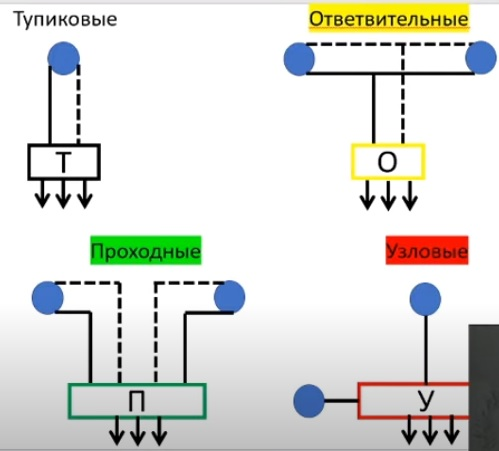 Тупиковые
Ответвительные
Т
О
Проходные
Узловые
П
У